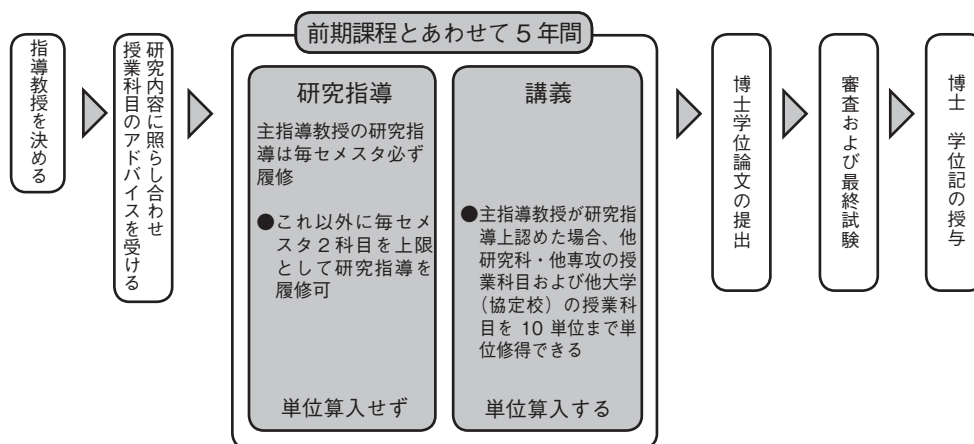 指導教授を決める
研究内容に照らし合わせ
授業科目のアドバイスを受ける
前期課程とあわせて 5 年間
研究指導
主指導教授の研究指
導は毎セメスタ必ず
履修
●これ以外に毎セメ
スタ 2 科目を上限
として研究指導を
履修可
単位算入せず
講義
●主指導教授が研究指
導上認めた場合、他
研究科・他専攻の授
業科目および他大学
（協定校）の授業科
目を 10 単位まで単
位修得できる
単位算入する
博士学位論文の提出
審査および最終試験
博士　学位記の授与